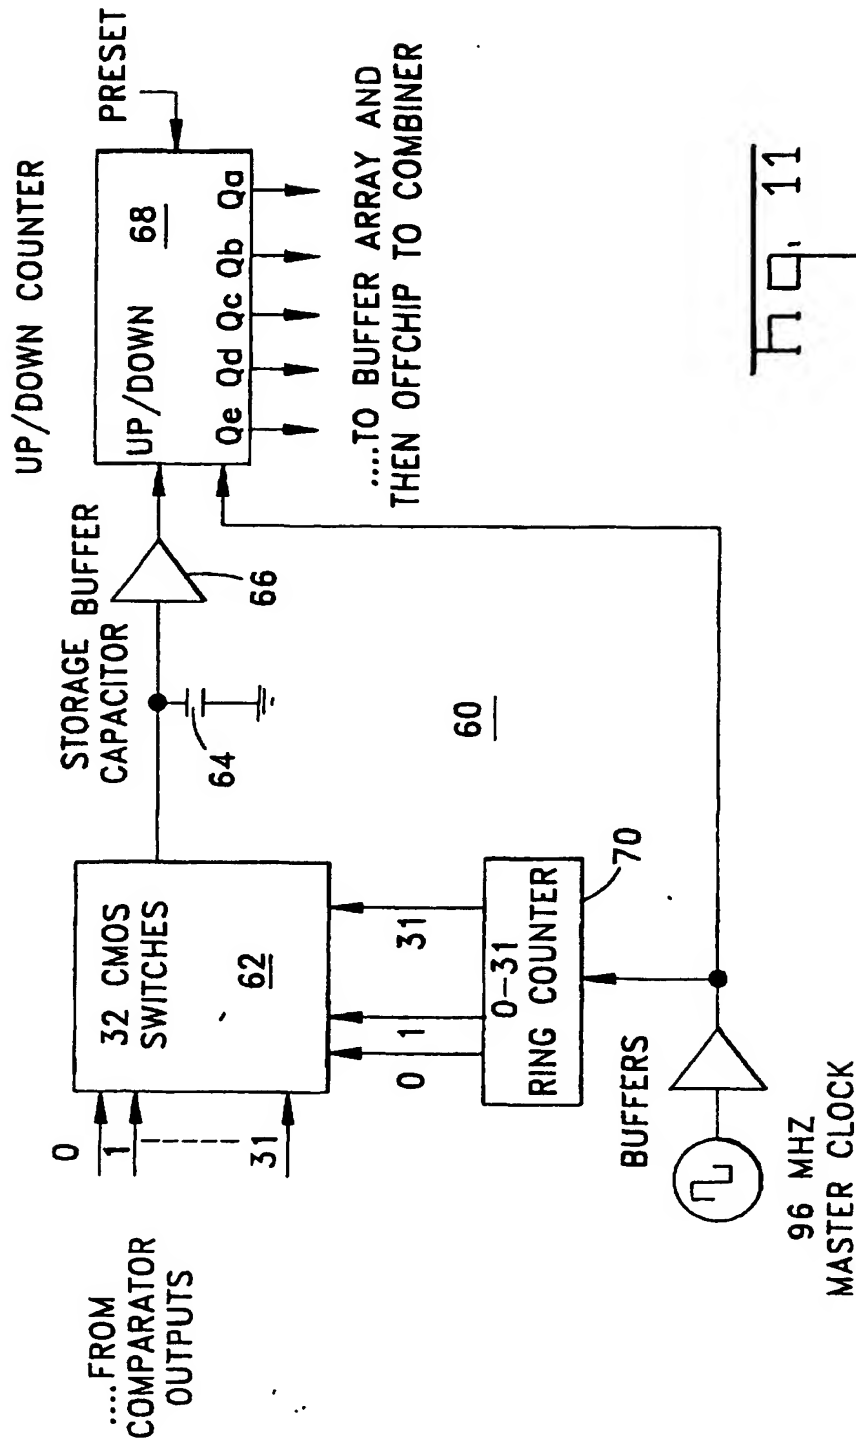 UP/DOWN COUNTER
PRESET
UP/DOWN
68
Qe Qd Qc Qb Qa
STORAGE
CAPACITOR
BUFFER
66
64
.....TO BUFFER ARRAY AND
THEN OFFCHIP TO COMBINER
32 CMOS
SWITCHES
62
0
1
31
.....FROM
COMPARATOR
OUTPUTS
60
0
1
31
0-31
RING COUNTER
70
BUFFERS
96 MHZ
MASTER CLOCK
11